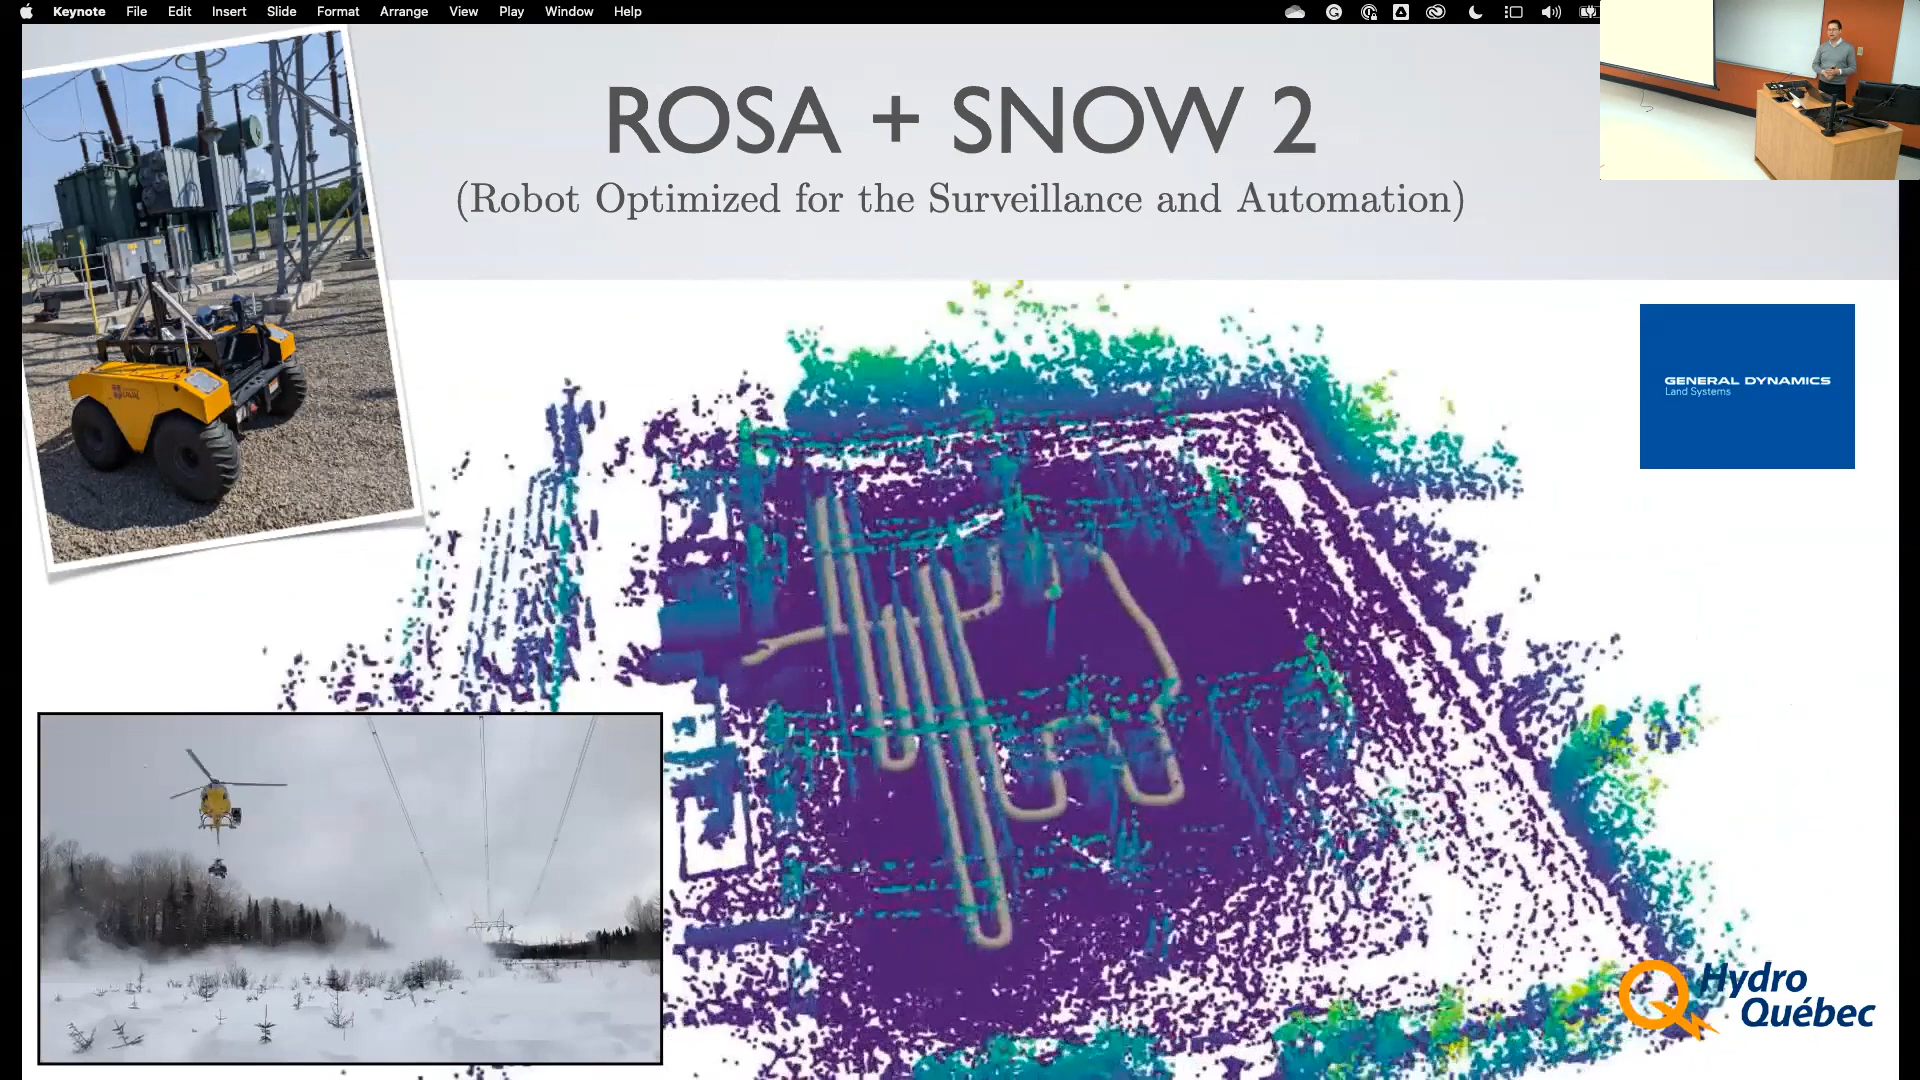 Keynote File Edit Insert Slide Format Arrange View Play Window Help
ROSA + SNOW 2
(Robot Optimized for the Surveillance and Automation)
GENERAL DYNAMICS
Land Systems
Hydro
Québec